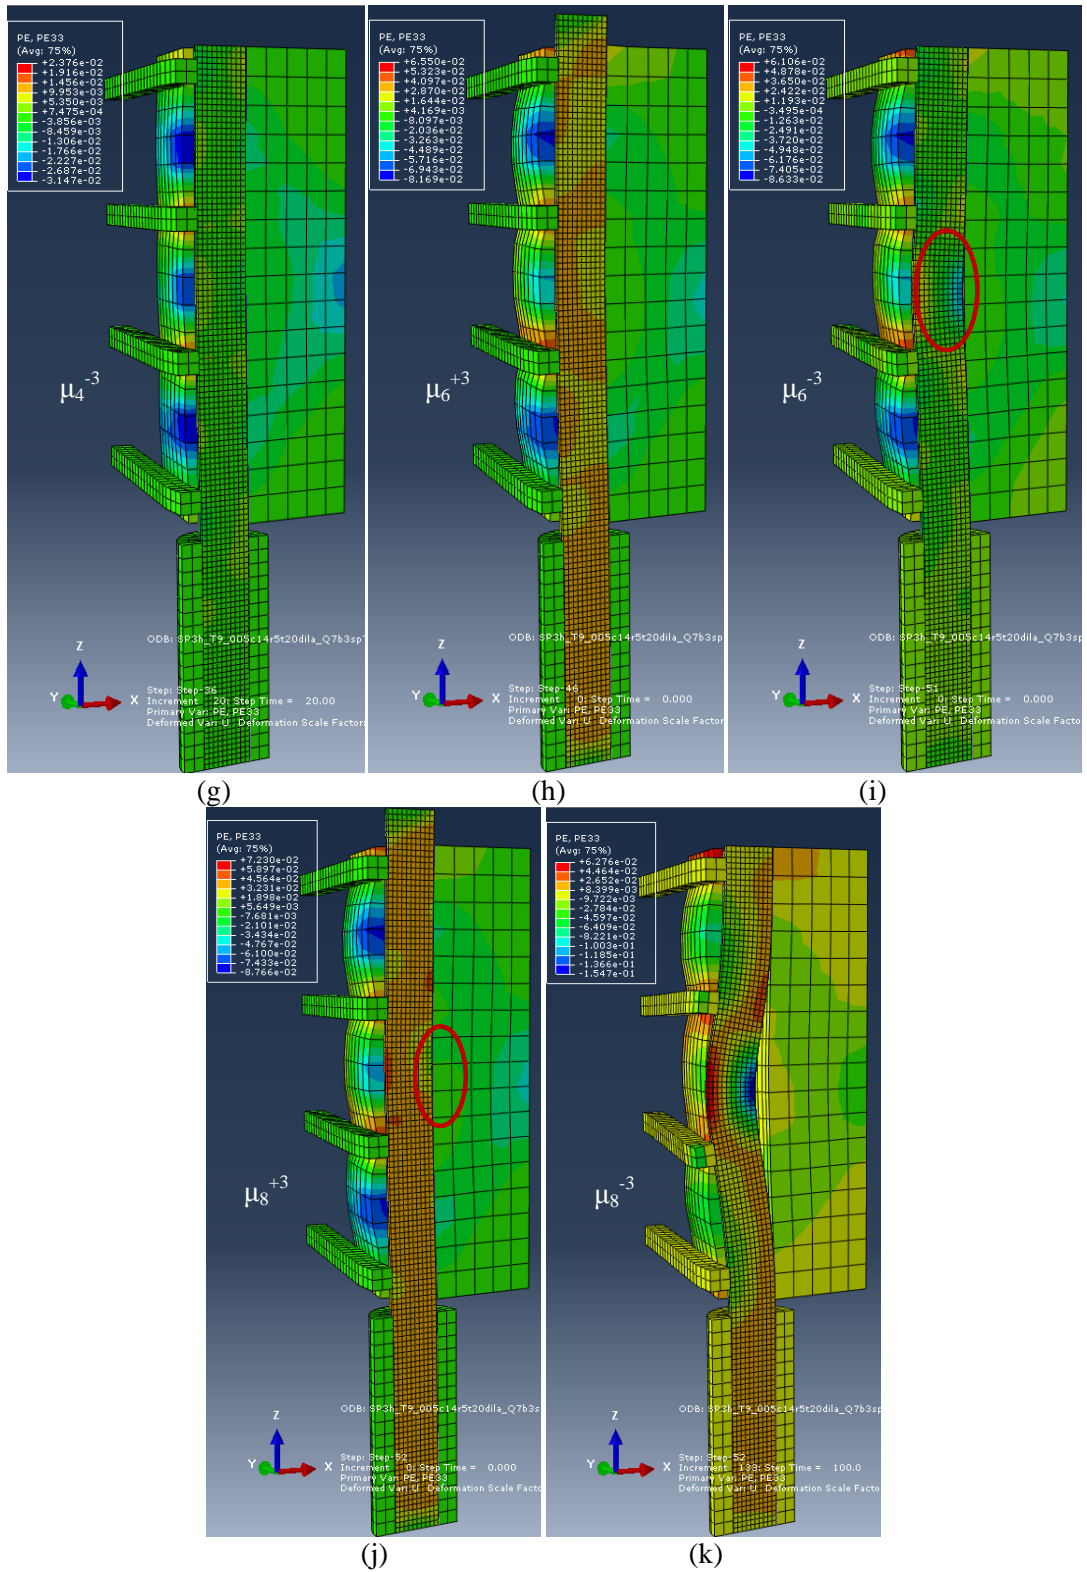 PE, PE33
(Avg: 75%)
+2.376e-02
+1.916e-02
+1.456e-02
+9.953e-03
+5.350e-03
+7.475e-04
-3.856e-03
-8.459e-03
-1.306e-02
-1.766e-02
-2.227e-02
-2.687e-02
-3.147e-02
μ4-3
ODB: SP3h_T9_005c14r5t20dila_Q7b3sp
Z
Y
X
Step: Step-36
Increment 20: Step Time = 20.00
Primary Var: PE, PE33
Deformed Var: U Deformation Scale Factor:
(g)
PE, PE33
(Avg: 75%)
+6.550e-02
+5.323e-02
+4.097e-02
+2.870e-02
+1.644e-02
+4.169e-03
-8.097e-03
-2.036e-02
-3.263e-02
-4.489e-02
-5.716e-02
-6.943e-02
-8.169e-02
μ6+3
ODB: SP3h_T9_005c14r5t20dila_Q7b3sp
Z
Y
X
Step: Step-46
Increment 0: Step Time = 0.000
Primary Var: PE, PE33
Deformed Var: U Deformation Scale Factor
(h)
PE, PE33
(Avg: 75%)
+6.106e-02
+4.878e-02
+3.650e-02
+2.422e-02
+1.193e-02
-3.495e-04
-1.263e-02
-2.491e-02
-3.720e-02
-4.948e-02
-6.176e-02
-7.405e-02
-8.633e-02
μ6-3
ODB: SP3h_T9_005c14r5t20dila_Q7b3sp
Z
Y
X
Step: Step-51
Increment 0: Step Time = 0.000
Primary Var: PE, PE33
Deformed Var: U Deformation Scale Factor
(i)
PE, PE33
(Avg: 75%)
+7.230e-02
+5.897e-02
+4.564e-02
+3.231e-02
+1.898e-02
+5.649e-03
-7.681e-03
-2.101e-02
-3.434e-02
-4.767e-02
-6.100e-02
-7.433e-02
-8.766e-02
μ8+3
ODB: SP3h_T9_005c14r5t20dila_Q7b3s
Z
Y
X
Step: Step-52
Increment 0: Step Time = 0.000
Primary Var: PE, PE33
Deformed Var: U Deformation Scale Facto
(j)
PE, PE33
(Avg: 75%)
+6.276e-02
+4.464e-02
+2.652e-02
+8.399e-03
-9.722e-03
-2.784e-02
-4.597e-02
-6.409e-02
-8.221e-02
-1.003e-01
-1.185e-01
-1.366e-01
-1.547e-01
μ8-3
ODB: SP3h_T9_005c14r5t20dila_Q7b3sp
Z
Y
X
Step: Step-52
Increment 133: Step Time = 100.0
Primary Var: PE, PE33
Deformed Var: U Deformation Scale Factor
(k)